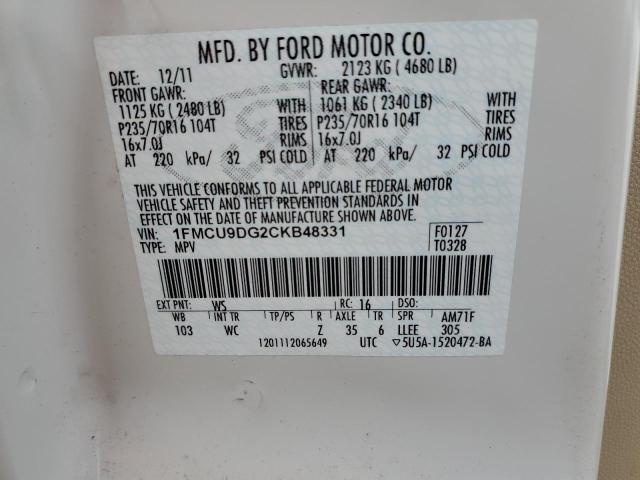 MFD. BY FORD MOTOR CO.
DATE: 12/11 GVWR: 2123 KG ( 4680 LB)
FRONT GAWR: REAR GAWR:
1125 KG ( 2480 LB) WITH 1061 KG ( 2340 LB) WITH
P235/70R16 104T TIRES P235/70R16 104T TIRES
16x7.0J RIMS 16x7.0J RIMS
AT 220 kPa/ 32 PSI COLD AT 220 kPa/ 32 PSI COLD
THIS VEHICLE CONFORMS TO ALL APPLICABLE FEDERAL MOTOR
VEHICLE SAFETY AND THEFT PREVENTION STANDARDS IN
EFFECT ON THE DATE OF MANUFACTURE SHOWN ABOVE.
VIN: 1FMCU9DG2CKB48331 F0127
TYPE: MPV T0328
EXT PNT: WS RC: 16 DSO:
WB INT TR TP/PS R AXLE TR SPR AM71F
103 WC Z 35 6 LLEE 305
1201112065649 UTC ▽5U5A-1520472-BA